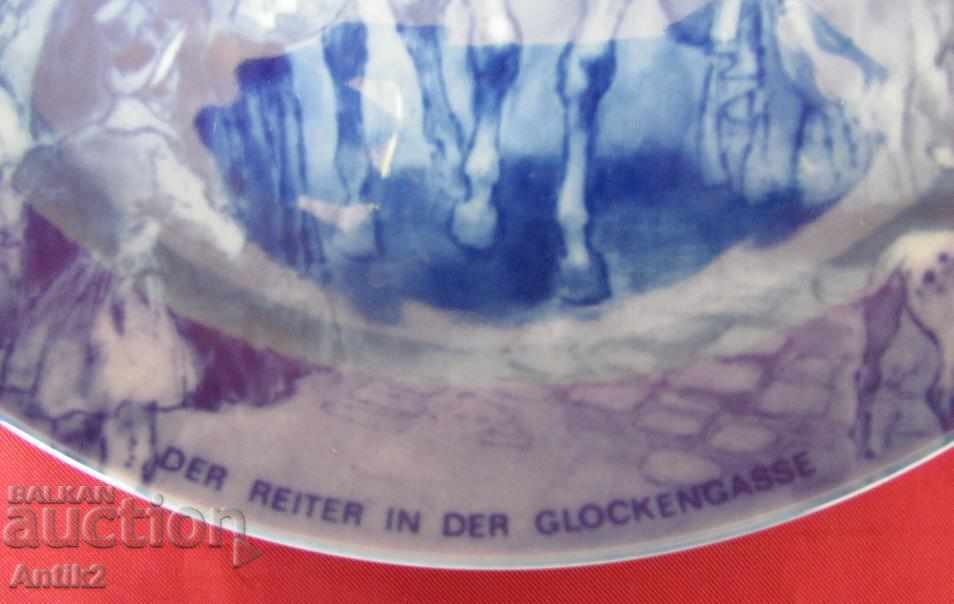 DER REITER IN DER GLOCKENGASSE
BALKAN
auction
Antik2